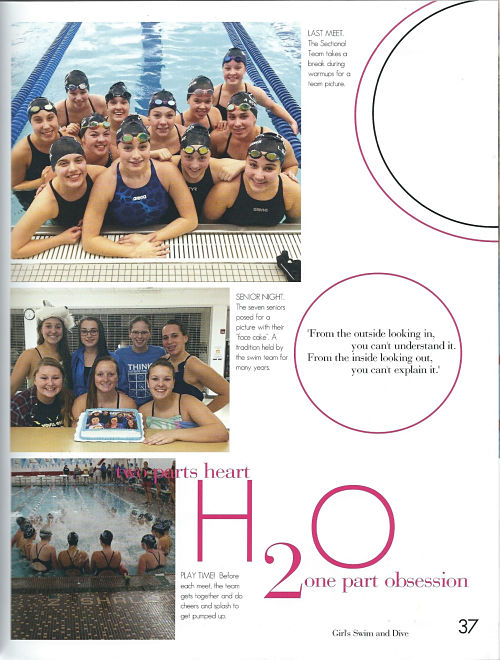 LAST MEET.
The Sectional
Team takes a
break during
warmups for a
team picture.
arena
arena
SENIOR NIGHT.
The seven seniors
posed for a
picture with their
"face cake". A
tradition held by
the swim team for
many years.
THINK
'From the outside looking in,
you can't understand it.
From the inside looking out,
you can't explain it.'
two parts heart
H2O
one part obsession
PLAY TIME! Before
each meet, the team
gets together and do
cheers and splash to
get pumped up.
Girls Swim and Dive
37